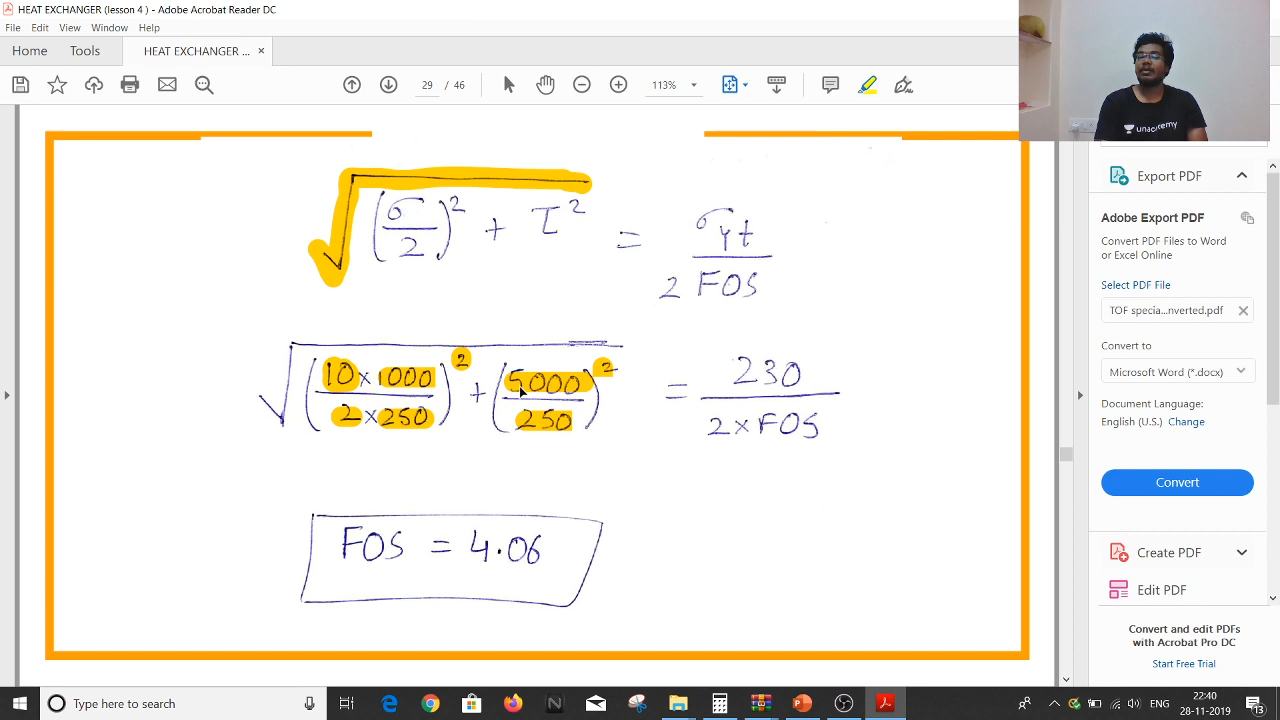 HEAT EXCHANGER (lesson 4 ) - Adobe Acrobat Reader DC
File Edit View Window Help
Home Tools HEAT EXCHANGER ... ×
29 / 46 113%
unacademy
√((σ/2)² + τ²) = σyt / 2 FOS
√((10×1000 / 2×250)² + (5000/250)²) = 230 / 2×FOS
FOS = 4.06
Export PDF
Adobe Export PDF
Convert PDF Files to Word
or Excel Online
Select PDF File
TOF specia...nverted.pdf
Convert to
Microsoft Word (*.docx)
Document Language:
English (U.S.) Change
Convert
Create PDF
Edit PDF
Convert and edit PDFs
with Acrobat Pro DC
Start Free Trial
Type here to search
22:40
28-11-2019